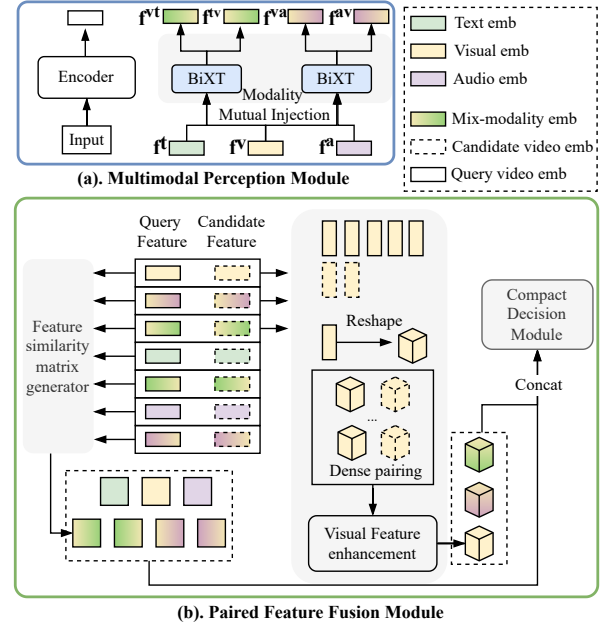 f^vt f^tv f^va f^av
Encoder
BiXT
BiXT
Modality
Mutual Injection
Input
f^t
f^v
f^a
(a). Multimodal Perception Module
Text emb
Visual emb
Audio emb
Mix-modality emb
Candidate video emb
Query video emb
Query
Feature
Candidate
Feature
Feature
similarity
matrix
generator
Reshape
...
Dense pairing
Visual Feature
enhancement
Compact
Decision
Module
Concat
(b). Paired Feature Fusion Module